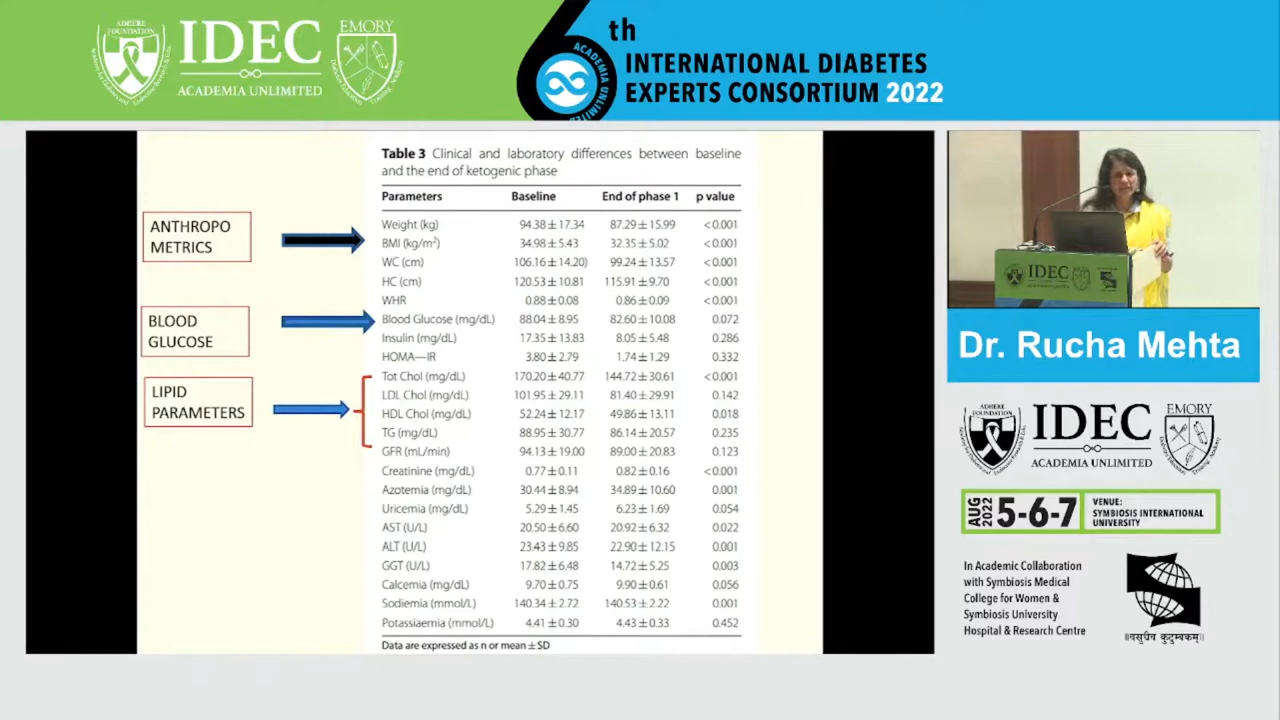 ADHERE
FOUNDATION
IDEC
ACADEMIA UNLIMITED
EMORY
6th
ACADEMIA UNLIMITED
INTERNATIONAL DIABETES
EXPERTS CONSORTIUM 2022
ANTHROPO
METRICS
BLOOD
GLUCOSE
LIPID
PARAMETERS
Table 3 Clinical and laboratory differences between baseline
and the end of ketogenic phase
Parameters Baseline End of phase 1 p value
Weight (kg) 94.38±17.34 87.29±15.99 <0.001
BMI (kg/m²) 34.98±5.43 32.35±5.02 <0.001
WC (cm) 106.16±14.20) 99.24±13.57 <0.001
HC (cm) 120.53±10.81 115.91±9.70 <0.001
WHR 0.88±0.08 0.86±0.09 <0.001
Blood Glucose (mg/dL) 88.04±8.95 82.60±10.08 0.072
Insulin (mg/dL) 17.35±13.83 8.05±5.48 0.286
HOMA—IR 3.80±2.79 1.74±1.29 0.332
Tot Chol (mg/dL) 170.20±40.77 144.72±30.61 <0.001
LDL Chol (mg/dL) 101.95±29.11 81.40±29.91 0.142
HDL Chol (mg/dL) 52.24±12.17 49.86±13.11 0.018
TG (mg/dL) 88.95±30.77 86.14±20.57 0.235
GFR (mL/min) 94.13±19.00 89.00±20.83 0.123
Creatinine (mg/dL) 0.77±0.11 0.82±0.16 <0.001
Azotemia (mg/dL) 30.44±8.94 34.89±10.60 0.001
Uricemia (mg/dL) 5.29±1.45 6.23±1.69 0.054
AST (U/L) 20.50±6.60 20.92±6.32 0.022
ALT (U/L) 23.43±9.85 22.90±12.15 0.001
GGT (U/L) 17.82±6.48 14.72±5.25 0.003
Calcemia (mg/dL) 9.70±0.75 9.90±0.61 0.056
Sodiemia (mmol/L) 140.34±2.72 140.53±2.22 0.001
Potassiaemia (mmol/L) 4.41±0.30 4.43±0.33 0.452
Data are expressed as n or mean±SD
IDEC
Dr. Rucha Mehta
ADHERE
FOUNDATION
IDEC
ACADEMIA UNLIMITED
EMORY
AUG 2022 5-6-7
VENUE:
SYMBIOSIS INTERNATIONAL
UNIVERSITY
In Academic Collaboration
with Symbiosis Medical
College for Women &
Symbiosis University
Hospital & Research Centre
॥वसुधैव कुटुम्बकम्॥